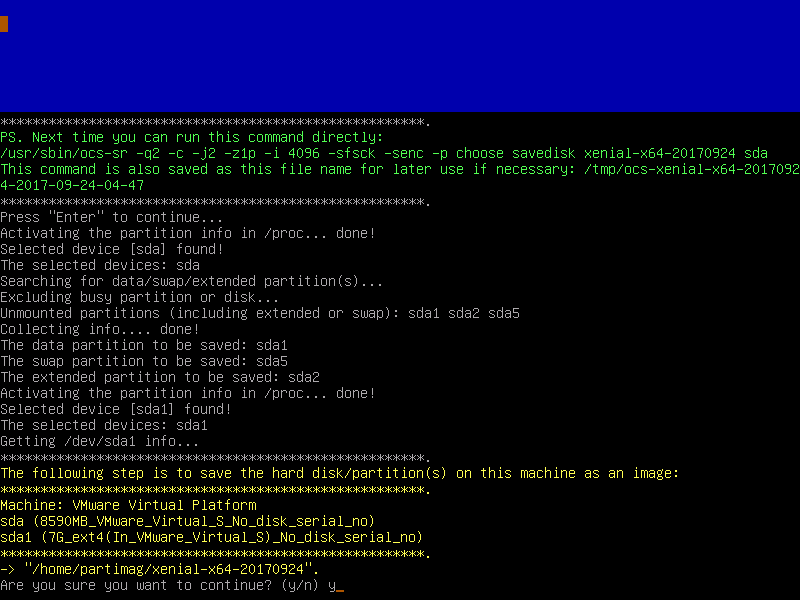 *****************************************************.
PS. Next time you can run this command directly:
/usr/sbin/ocs-sr -q2 -c -j2 -z1p -i 4096 -sfsck -senc -p choose savedisk xenial-x64-20170924 sda
This command is also saved as this file name for later use if necessary: /tmp/ocs-xenial-x64-2017092
4-2017-09-24-04-47
*****************************************************.
Press "Enter" to continue...
Activating the partition info in /proc... done!
Selected device [sda] found!
The selected devices: sda
Searching for data/swap/extended partition(s)...
Excluding busy partition or disk...
Unmounted partitions (including extended or swap): sda1 sda2 sda5
Collecting info.... done!
The data partition to be saved: sda1
The swap partition to be saved: sda5
The extended partition to be saved: sda2
Activating the partition info in /proc... done!
Selected device [sda1] found!
The selected devices: sda1
Getting /dev/sda1 info...
*****************************************************.
The following step is to save the hard disk/partition(s) on this machine as an image:
*****************************************************.
Machine: VMware Virtual Platform
sda (8590MB_VMware_Virtual_S_No_disk_serial_no)
sda1 (7G_ext4(In_VMware_Virtual_S)_No_disk_serial_no)
*****************************************************.
-> "/home/partimag/xenial-x64-20170924".
Are you sure you want to continue? (y/n) y_